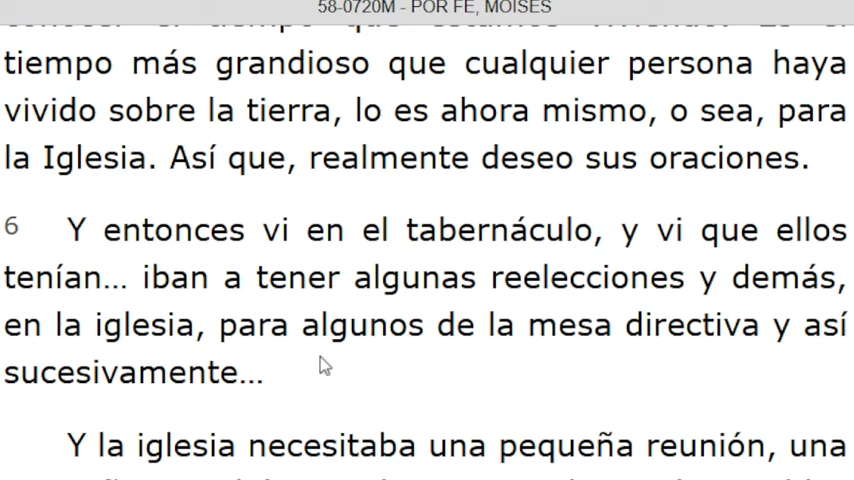 58-0720M - POR FE, MOISES
tiempo más grandioso que cualquier persona haya
vivido sobre la tierra, lo es ahora mismo, o sea, para
la Iglesia. Así que, realmente deseo sus oraciones.
6 Y entonces vi en el tabernáculo, y vi que ellos
tenían… iban a tener algunas reelecciones y demás,
en la iglesia, para algunos de la mesa directiva y así
sucesivamente…
Y la iglesia necesitaba una pequeña reunión, una